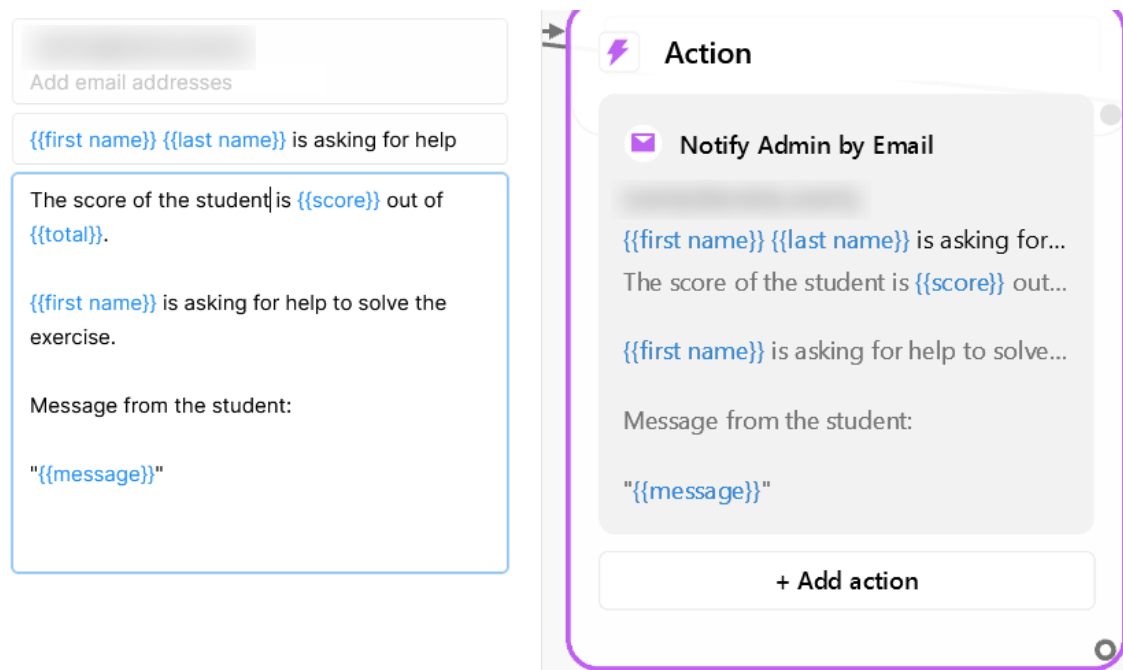 Add email addresses
{{first name}} {{last name}} is asking for help
The score of the student is {{score}} out of
{{total}}.
{{first name}} is asking for help to solve the
exercise.
Message from the student:
"{{message}}"
Action
Notify Admin by Email
{{first name}} {{last name}} is asking for...
The score of the student is {{score}} out...
{{first name}} is asking for help to solve...
Message from the student:
"{{message}}"
+ Add action